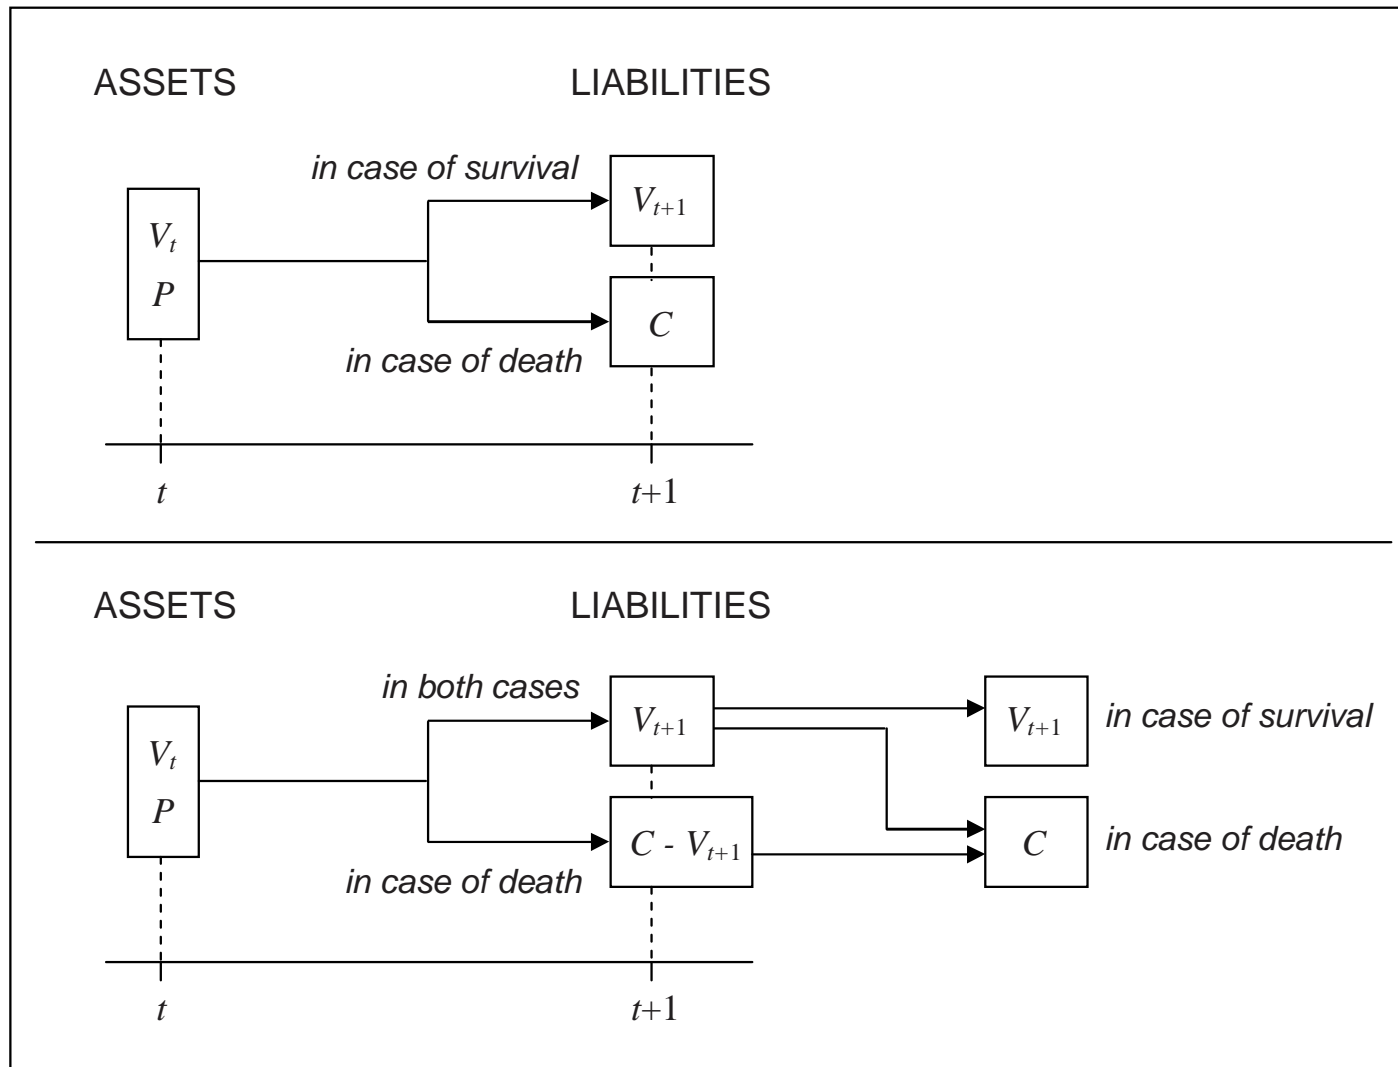 ASSETS LIABILITIES
in case of survival
V_{t+1}
V_t
P
C
in case of death
t t+1
ASSETS LIABILITIES
in both cases
V_{t+1} V_{t+1} in case of survival
V_t
P
C - V_{t+1} C in case of death
in case of death
t t+1